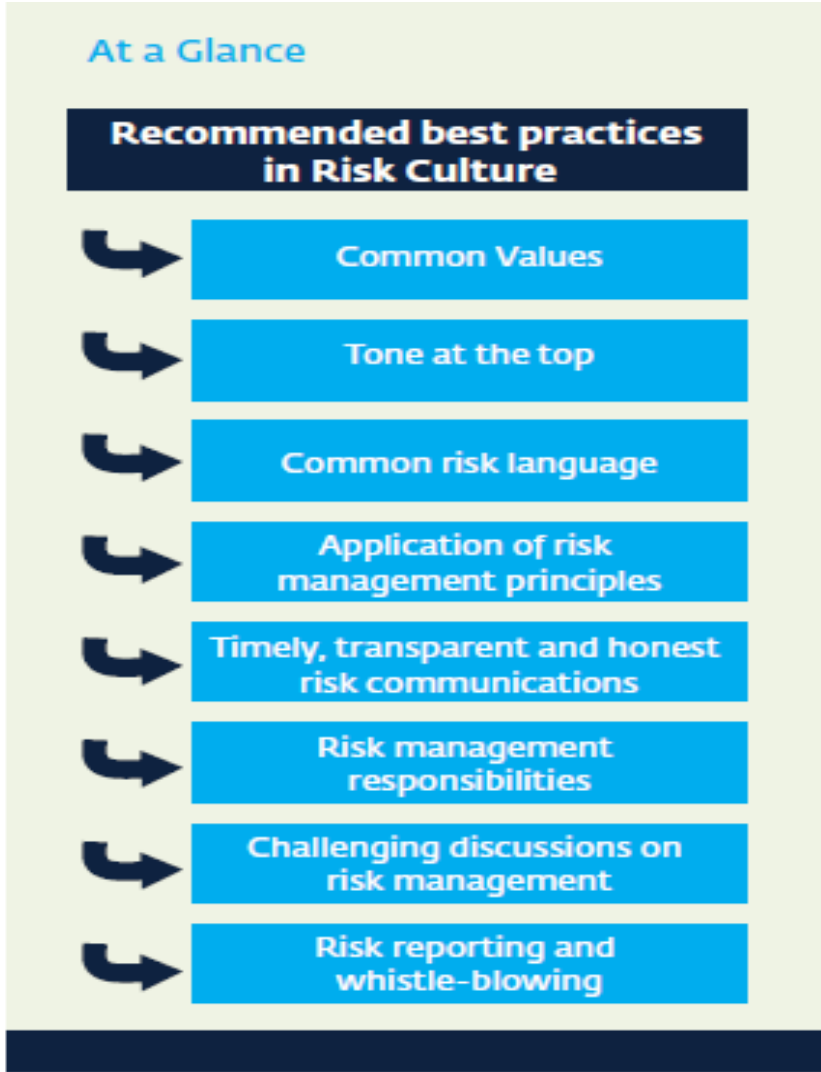 At a Glance
Recommended best practices
in Risk Culture
Common Values
Tone at the top
Common risk language
Application of risk
management principles
Timely, transparent and honest
risk communications
Risk management
responsibilities
Challenging discussions on
risk management
Risk reporting and
whistle-blowing